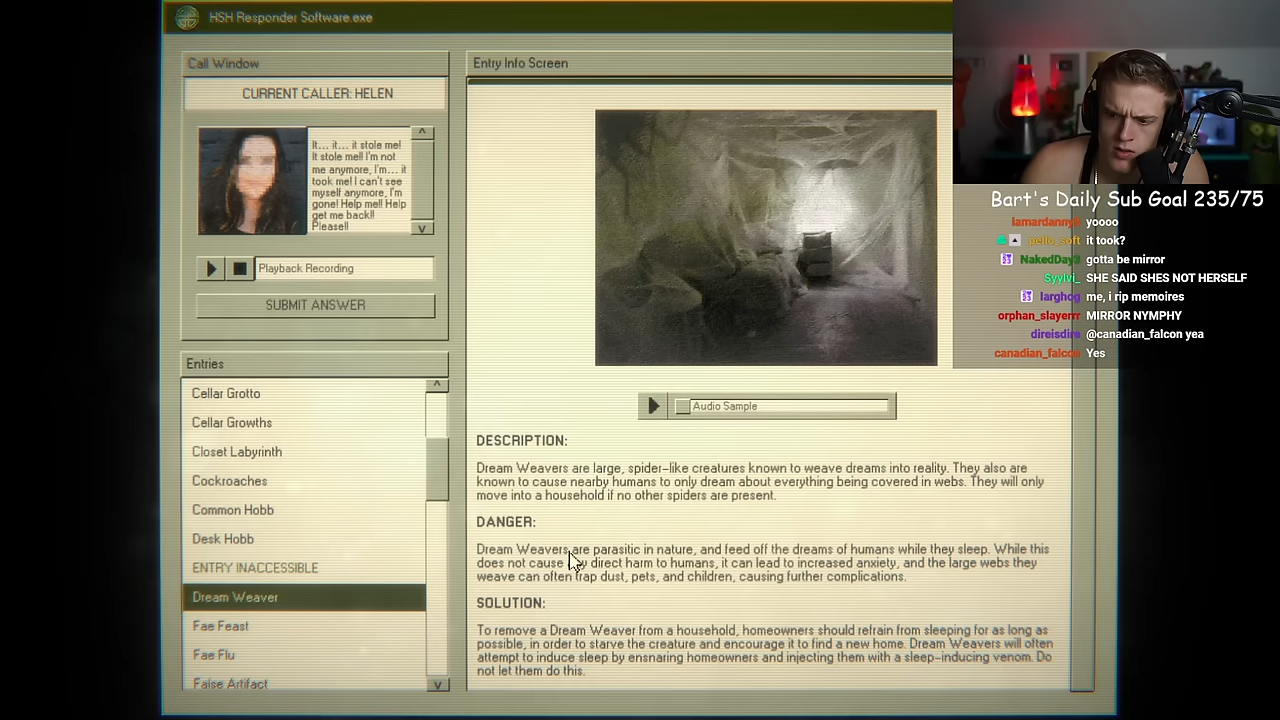 HSH Responder Software.exe
Call Window
CURRENT CALLER: HELEN
It... it... it stole me!
It stole me!! I'm not
me anymore, I'm... it
took me! I can't see
myself anymore, I'm
gone! Help me!! Help
get me back!!
Please!!
Playback Recording
SUBMIT ANSWER
Entries
Cellar Grotto
Cellar Growths
Closet Labyrinth
Cockroaches
Common Hobb
Desk Hobb
ENTRY INACCESSIBLE
Dream Weaver
Fae Feast
Fae Flu
False Artifact
Entry Info Screen
Audio Sample
DESCRIPTION:
Dream Weavers are large, spider-like creatures known to weave dreams into reality. They also are
known to cause nearby humans to only dream about everything being covered in webs. They will only
move into a household if no other spiders are present.
DANGER:
Dream Weavers are parasitic in nature, and feed off the dreams of humans while they sleep. While this
does not cause any direct harm to humans, it can lead to increased anxiety, and the large webs they
weave can often trap dust, pets, and children, causing further complications.
SOLUTION:
To remove a Dream Weaver from a household, homeowners should refrain from sleeping for as long as
possible, in order to starve the creature and encourage it to find a new home. Dream Weavers will often
attempt to induce sleep by ensnaring homeowners and injecting them with a sleep-inducing venom. Do
not let them do this.
Bart's Daily Sub Goal 235/75
yoooo
pello_soft it took?
gotta be mirror
Syylvi_ SHE SAID SHES NOT HERSELF
larghog me, i rip memoires
orphan_slayerrr MIRROR NYMPHY
direisdire @canadian_falcon yea
canadian_falcon Yes